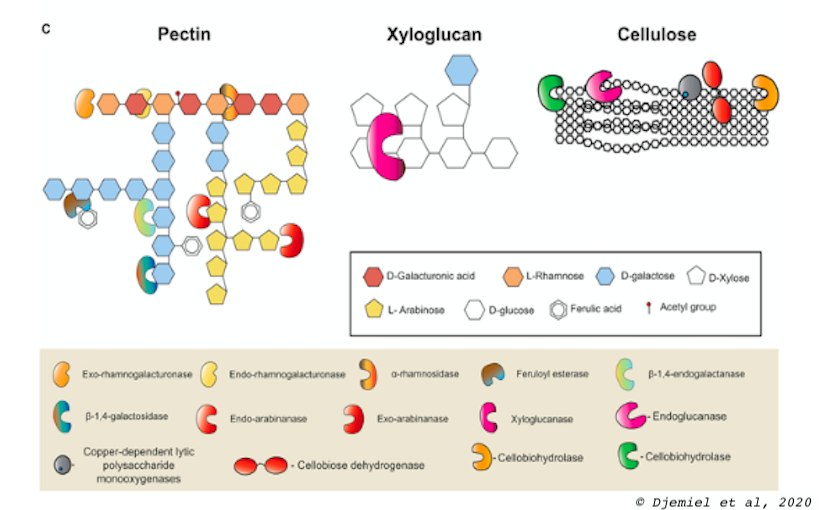 C
Pectin
Xyloglucan
Cellulose
D-Galacturonic acid
L-Rhamnose
D-galactose
D-Xylose
L- Arabinose
D-glucose
Ferulic acid
Acetyl group
Exo-rhamnogalacturonase
Endo-rhamnogalacturonase
α-rhamnosidase
Feruloyl esterase
β-1,4-endogalactanase
β-1,4-galactosidase
Endo-arabinanase
Exo-arabinanase
Xyloglucanase
- Endoglucanase
Copper-dependent lytic
polysaccharide
monooxygenases
- Cellobiose dehydrogenase
-Cellobiohydrolase
-Cellobiohydrolase
© Djemiel et al, 2020